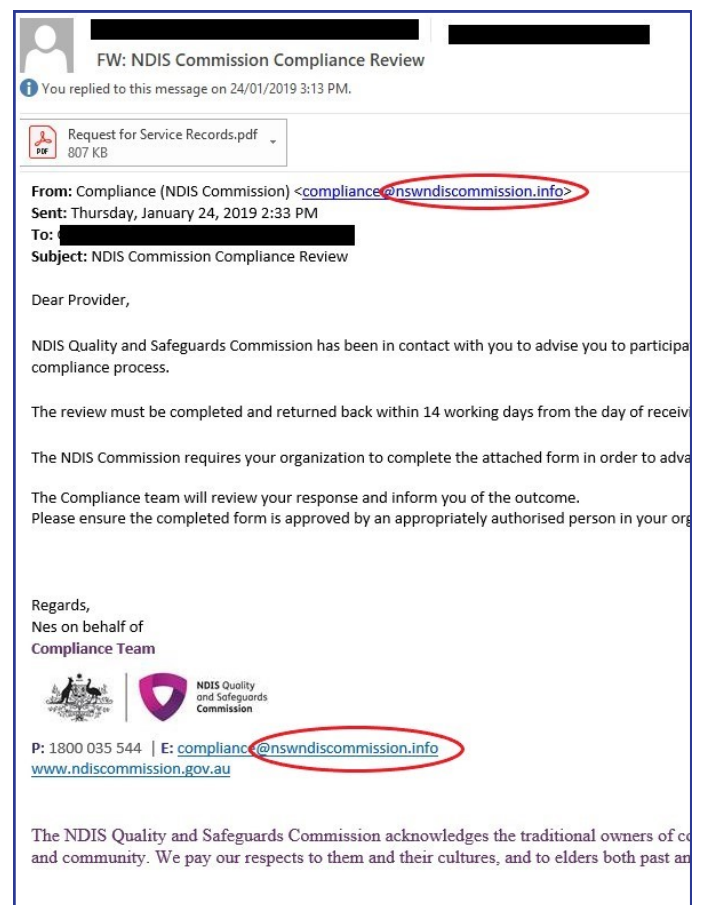 FW: NDIS Commission Compliance Review
You replied to this message on 24/01/2019 3:13 PM.
Request for Service Records.pdf
PDF
807 KB
From: Compliance (NDIS Commission) <compliance@nswndiscommission.info>
Sent: Thursday, January 24, 2019 2:33 PM
To:
Subject: NDIS Commission Compliance Review
Dear Provider,
NDIS Quality and Safeguards Commission has been in contact with you to advise you to participa
compliance process.
The review must be completed and returned back within 14 working days from the day of receivi
The NDIS Commission requires your organization to complete the attached form in order to adva
The Compliance team will review your response and inform you of the outcome.
Please ensure the completed form is approved by an appropriately authorised person in your org
Regards,
Nes on behalf of
Compliance Team
NDIS Quality
and Safeguards
Commission
P: 1800 035 544 | E: compliance@nswndiscommission.info
www.ndiscommission.gov.au
The NDIS Quality and Safeguards Commission acknowledges the traditional owners of co
and community. We pay our respects to them and their cultures, and to elders both past an